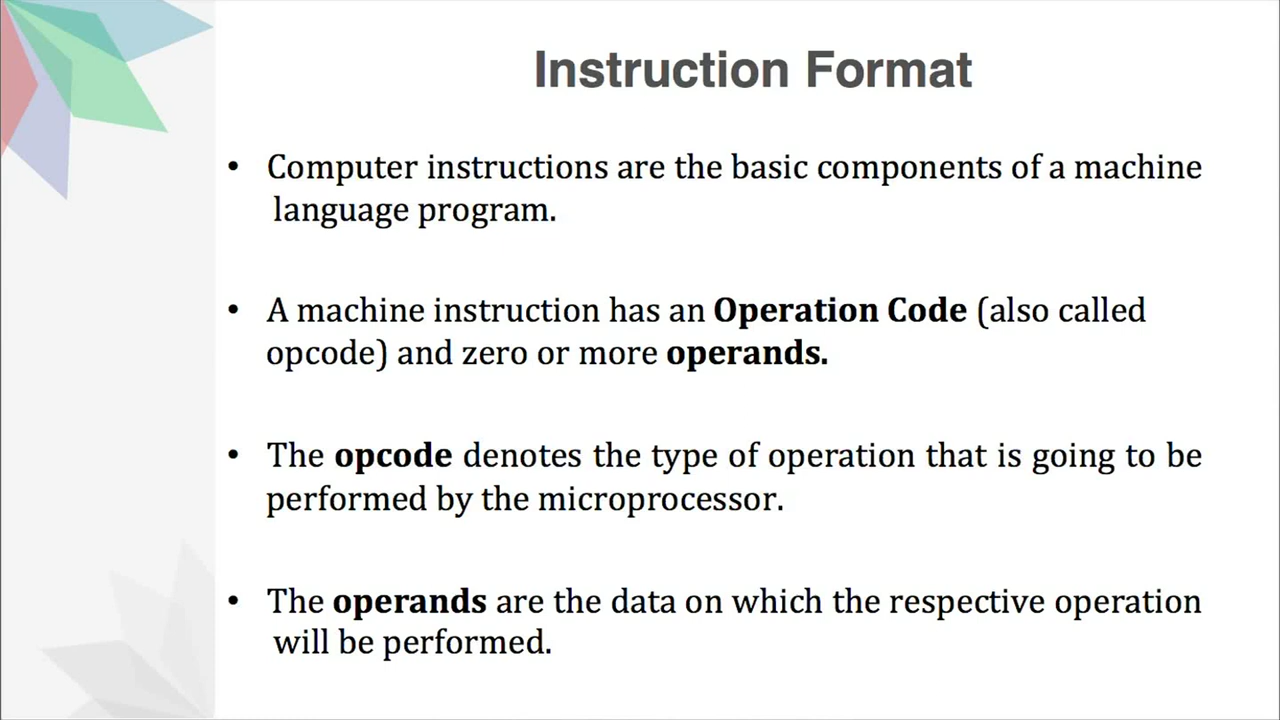 Instruction Format
• Computer instructions are the basic components of a machine
language program.
• A machine instruction has an Operation Code (also called
opcode) and zero or more operands.
• The opcode denotes the type of operation that is going to be
performed by the microprocessor.
• The operands are the data on which the respective operation
will be performed.